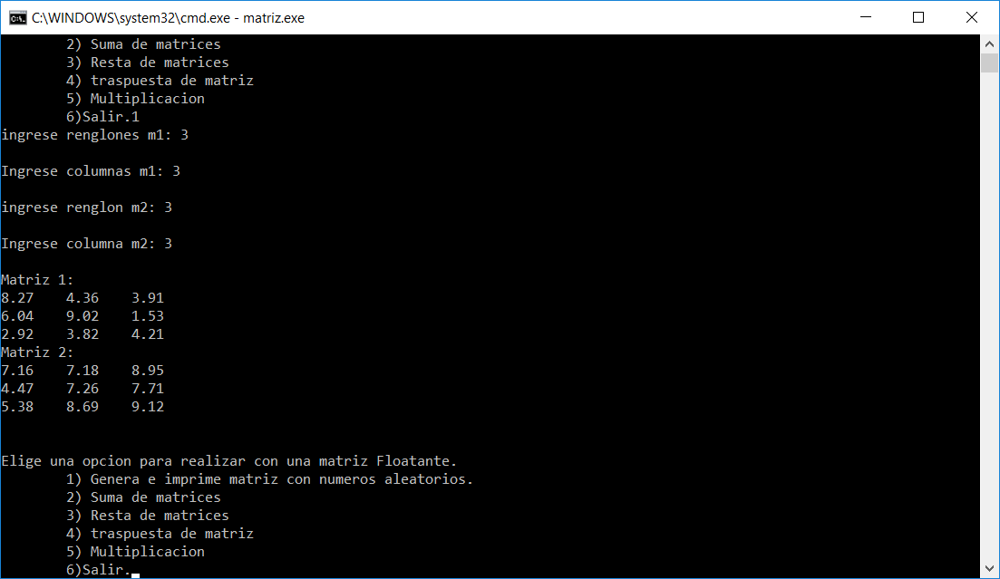 C:\WINDOWS\system32\cmd.exe - matriz.exe
2) Suma de matrices
3) Resta de matrices
4) traspuesta de matriz
5) Multiplicacion
6)Salir.1
ingrese renglones m1: 3
Ingrese columnas m1: 3
ingrese renglon m2: 3
Ingrese columna m2: 3
Matriz 1:
8.27 4.36 3.91
6.04 9.02 1.53
2.92 3.82 4.21
Matriz 2:
7.16 7.18 8.95
4.47 7.26 7.71
5.38 8.69 9.12
Elige una opcion para realizar con una matriz Floatante.
1) Genera e imprime matriz con numeros aleatorios.
2) Suma de matrices
3) Resta de matrices
4) traspuesta de matriz
5) Multiplicacion
6)Salir.